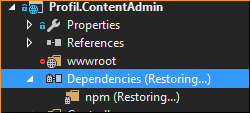 Profil.ContentAdmin
Properties
References
wwwroot
Dependencies (Restoring...)
npm (Restoring...)